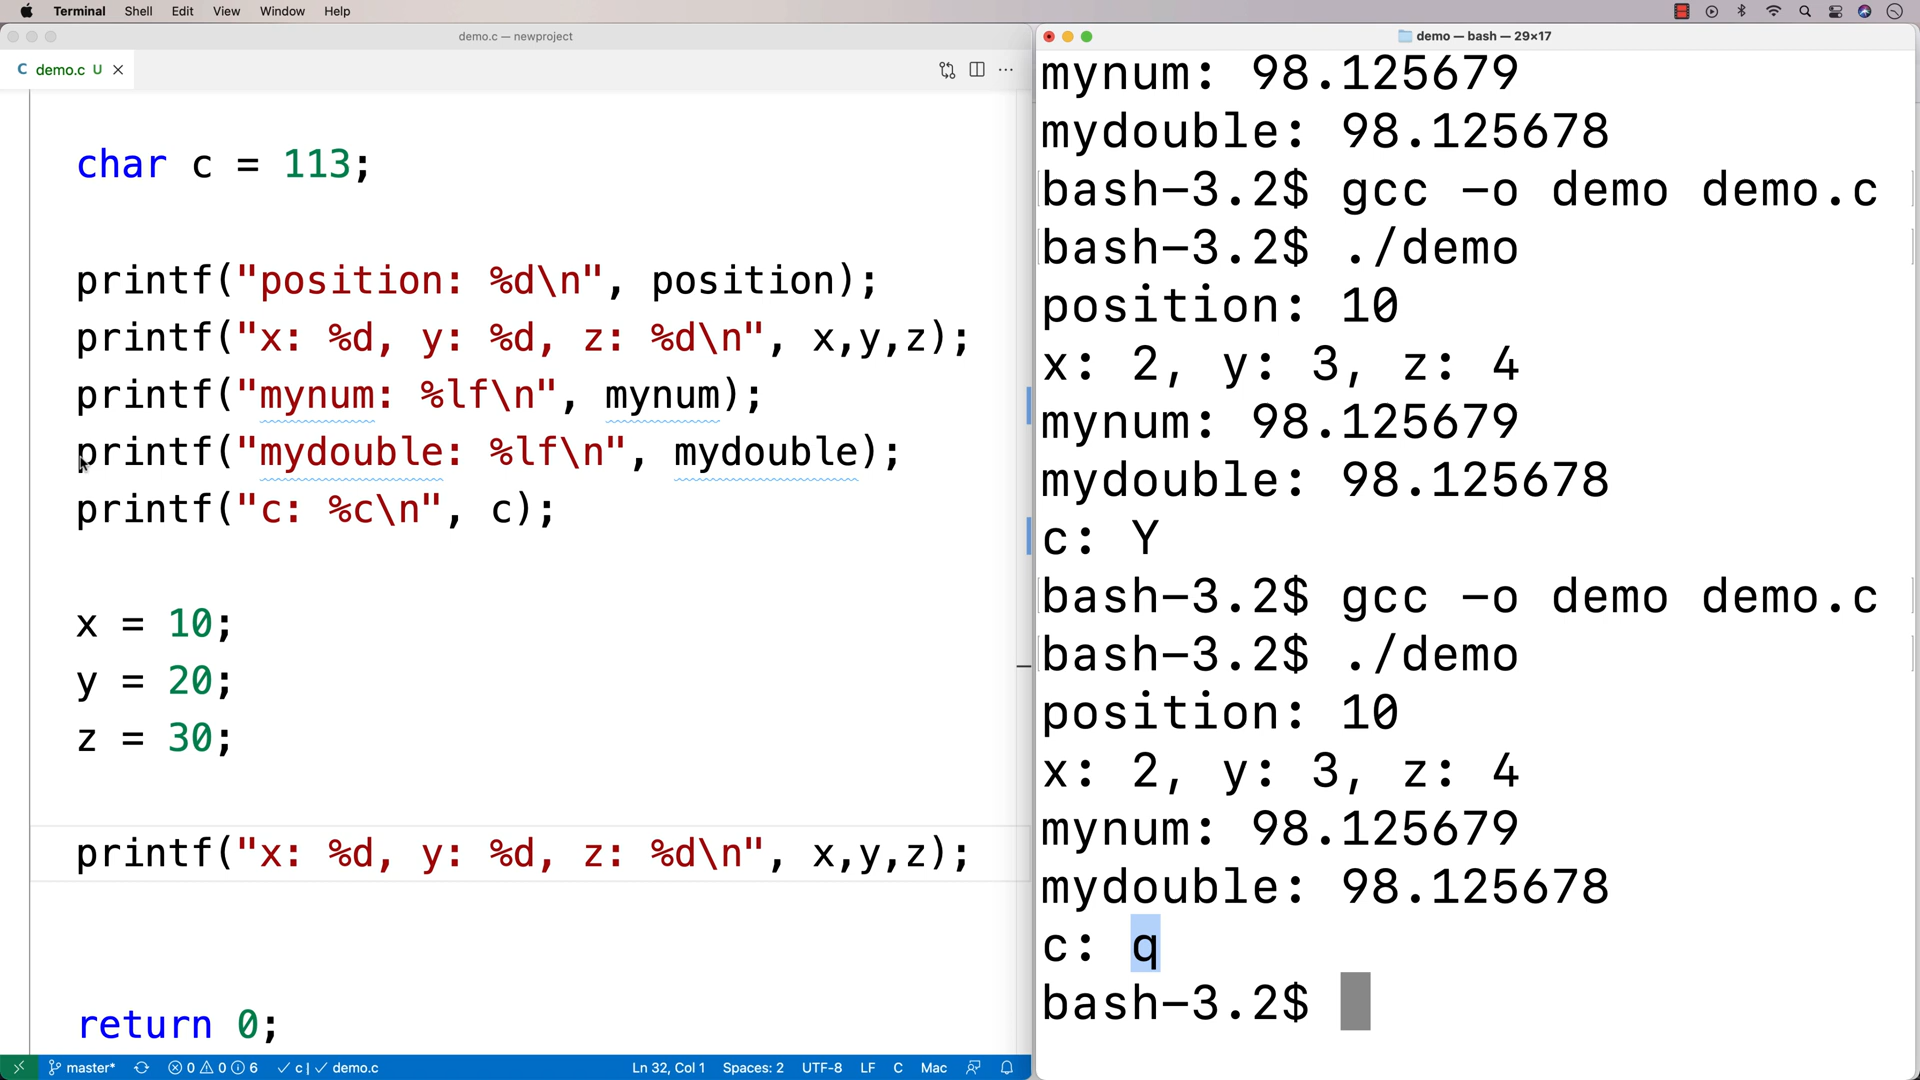 Terminal Shell Edit View Window Help
demo.c — newproject
C demo.c U
char c = 113;
printf("position: %d\n", position);
printf("x: %d, y: %d, z: %d\n", x,y,z);
printf("mynum: %lf\n", mynum);
printf("mydouble: %lf\n", mydouble);
printf("c: %c\n", c);
x = 10;
y = 20;
z = 30;
printf("x: %d, y: %d, z: %d\n", x,y,z);
return 0;
master* 0 0 6 c | demo.c Ln 32, Col 1 Spaces: 2 UTF-8 LF C Mac
demo — bash — 29×17
mynum: 98.125679
mydouble: 98.125678
bash-3.2$ gcc -o demo demo.c
bash-3.2$ ./demo
position: 10
x: 2, y: 3, z: 4
mynum: 98.125679
mydouble: 98.125678
c: Y
bash-3.2$ gcc -o demo demo.c
bash-3.2$ ./demo
position: 10
x: 2, y: 3, z: 4
mynum: 98.125679
mydouble: 98.125678
c: q
bash-3.2$